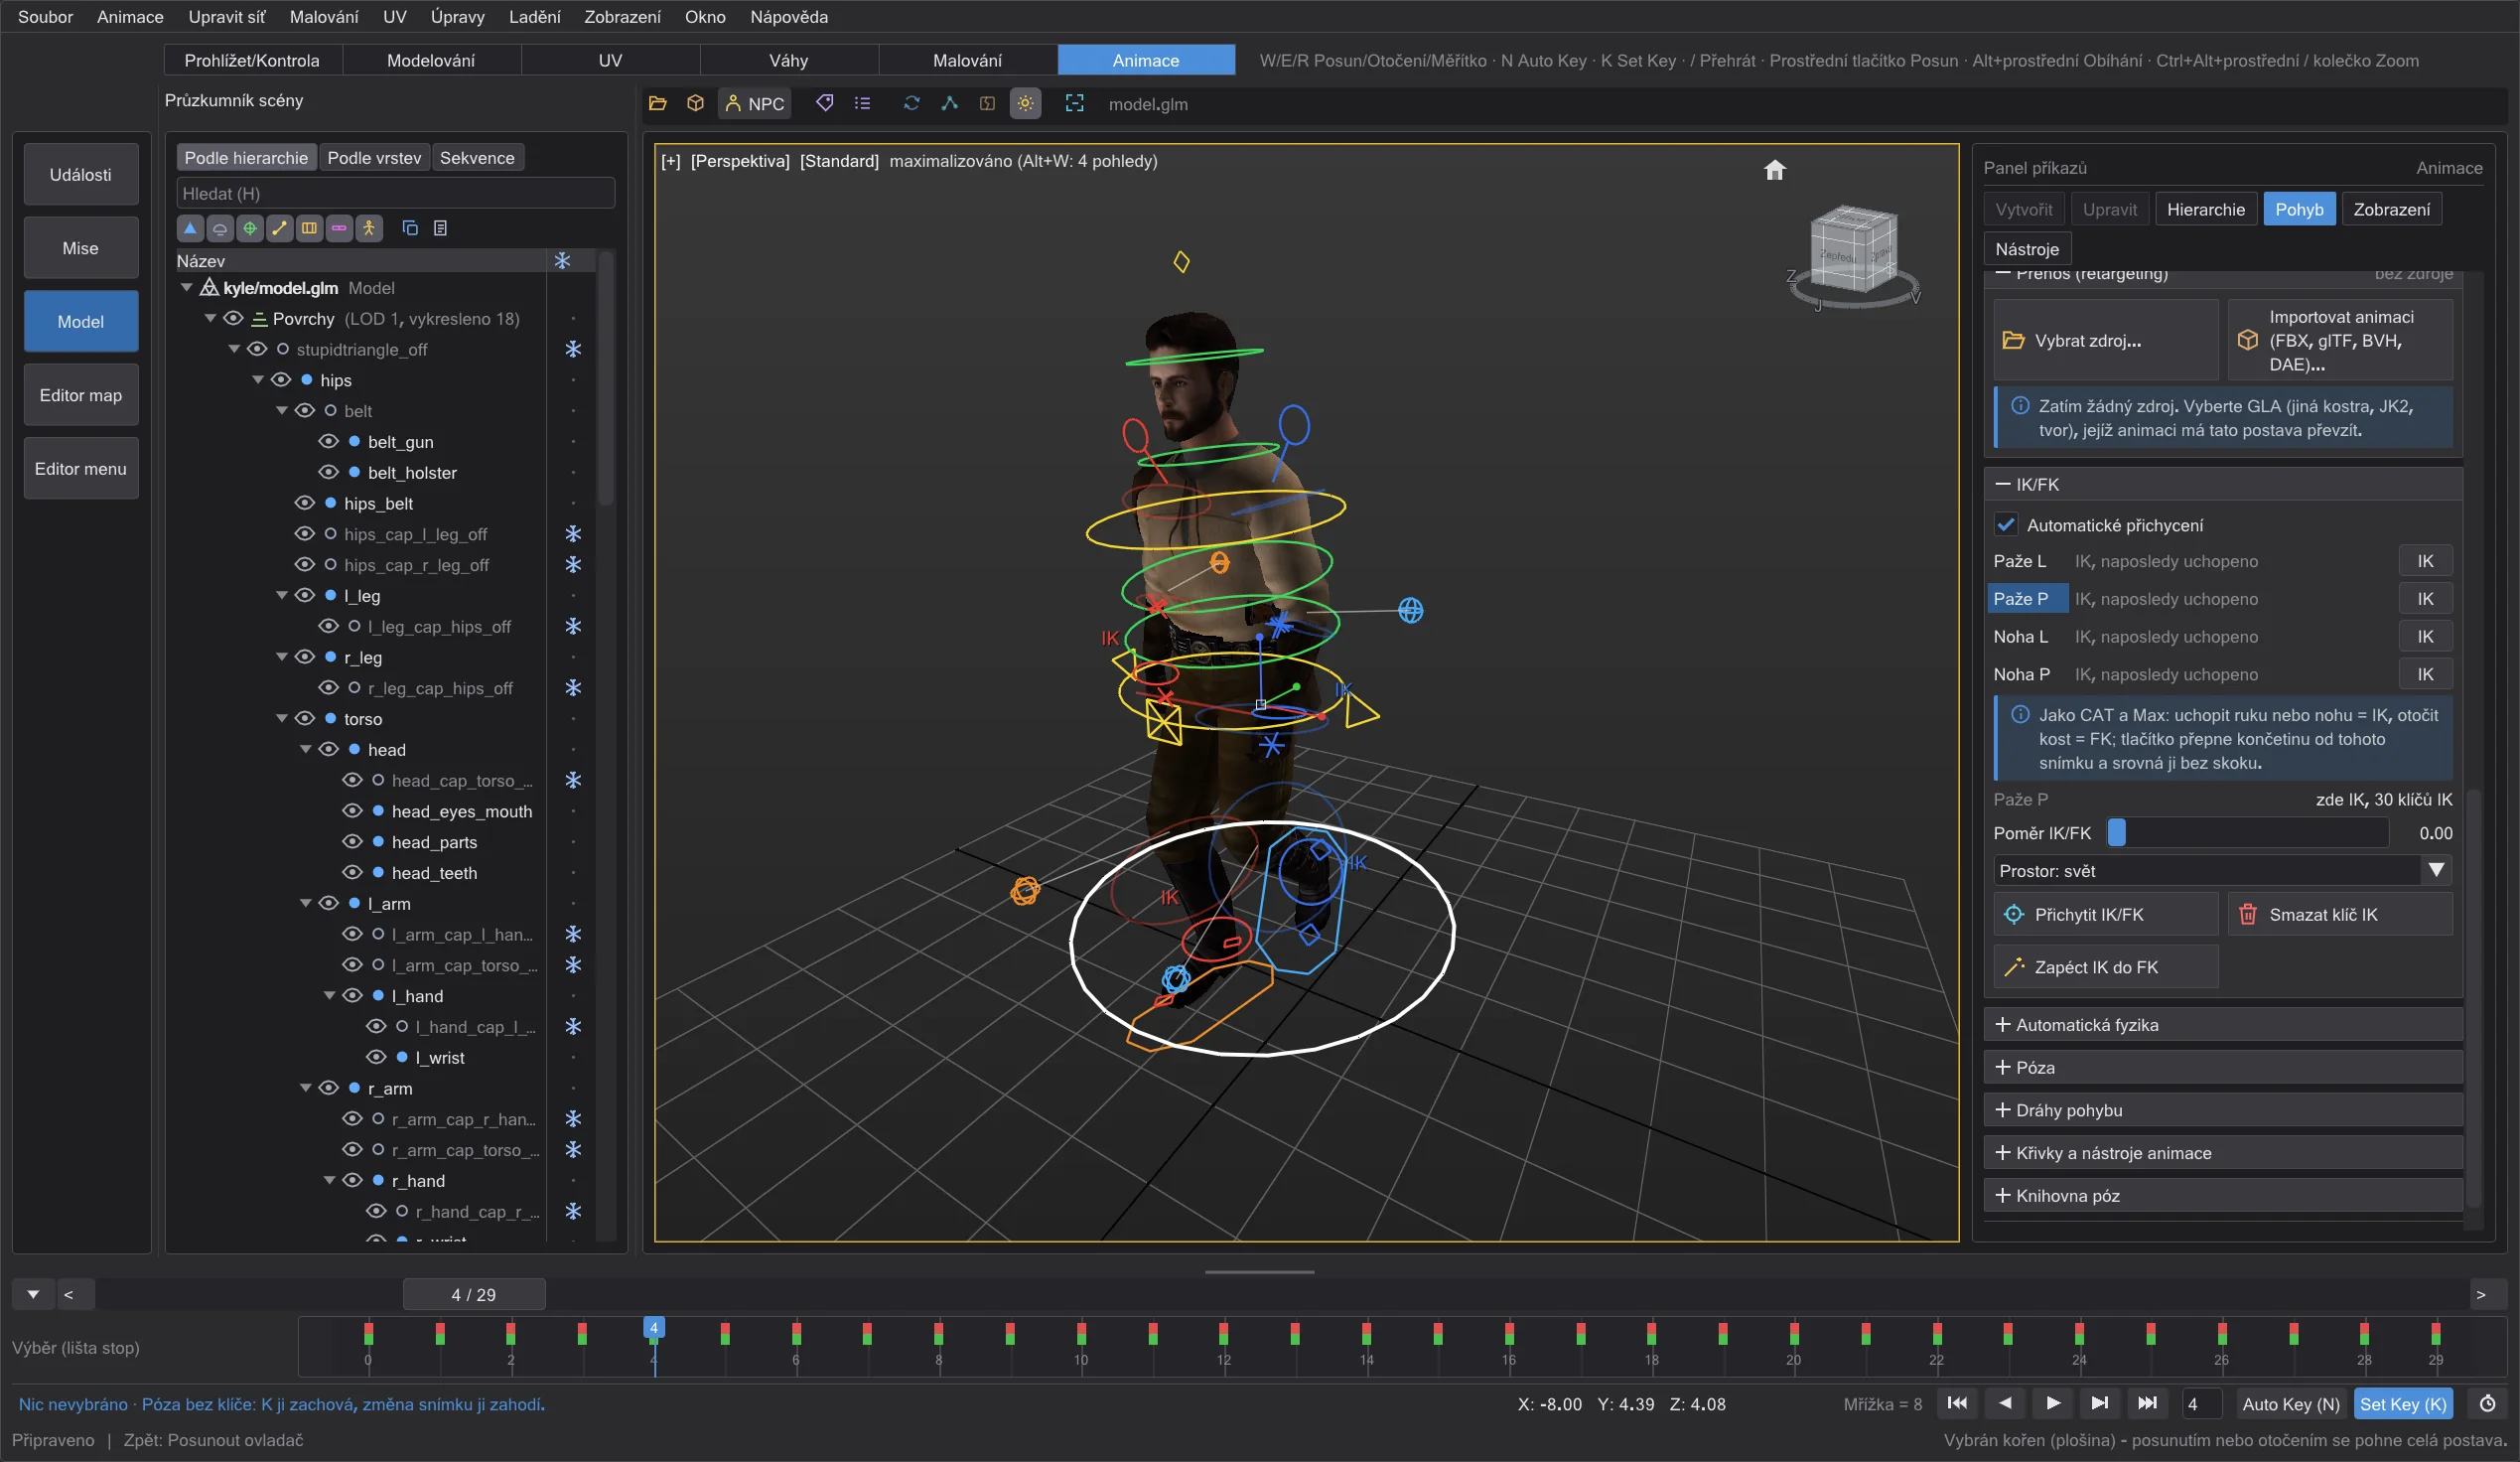 Soubor Animace Upravit síť Malování UV Úpravy Ladění Zobrazení Okno Nápověda
Prohlížet/Kontrola Modelování UV Váhy Malování Animace W/E/R Posun/Otočení/Měřítko · N Auto Key · K Set Key · / Přehrát · Prostřední tlačítko Posun · Alt+prostřední Obíhání · Ctrl+Alt+prostřední / kolečko Zoom
Průzkumník scény
NPC model.glm
Události
Mise
Model
Editor map
Editor menu
Podle hierarchie Podle vrstev Sekvence
Hledat (H)
Název
kyle/model.glm Model
Povrchy (LOD 1, vykresleno 18)
stupidtriangle_off
hips
belt
belt_gun
belt_holster
hips_belt
hips_cap_l_leg_off
hips_cap_r_leg_off
l_leg
l_leg_cap_hips_off
r_leg
r_leg_cap_hips_off
torso
head
head_cap_torso_...
head_eyes_mouth
head_parts
head_teeth
l_arm
l_arm_cap_l_han...
l_arm_cap_torso_...
l_hand
l_hand_cap_l_...
l_wrist
r_arm
r_arm_cap_r_han...
r_arm_cap_torso_...
r_hand
r_hand_cap_r_...
r_wrist
[+] [Perspektiva] [Standard] maximalizováno (Alt+W: 4 pohledy)
Zepředu
Z
J
V
IK
IK
IK
IK
Panel příkazů Animace
Vytvořit Upravit Hierarchie Pohyb Zobrazení
Nástroje
Přenos (retargeting) bez zdroje
Vybrat zdroj...
Importovat animaci
(FBX, glTF, BVH,
DAE)...
Zatím žádný zdroj. Vyberte GLA (jiná kostra, JK2,
tvor), jejíž animaci má tato postava převzít.
IK/FK
Automatické přichycení
Paže L IK, naposledy uchopeno IK
Paže P IK, naposledy uchopeno IK
Noha L IK, naposledy uchopeno IK
Noha P IK, naposledy uchopeno IK
Jako CAT a Max: uchopit ruku nebo nohu = IK, otočit
kost = FK; tlačítko přepne končetinu od tohoto
snímku a srovná ji bez skoku.
Paže P zde IK, 30 klíčů IK
Poměr IK/FK 0.00
Prostor: svět
Přichytit IK/FK Smazat klíč IK
Zapéct IK do FK
Automatická fyzika
Póza
Dráhy pohybu
Křivky a nástroje animace
Knihovna póz
< 4 / 29 >
Výběr (lišta stop)
4
0 2 4 6 8 10 12 14 16 18 20 22 24 26 28 29
Nic nevybráno · Póza bez klíče: K ji zachová, změna snímku ji zahodí. X: -8.00 Y: 4.39 Z: 4.08 Mřížka = 8 4 Auto Key (N) Set Key (K)
Připraveno | Zpět: Posunout ovladač Vybrán kořen (plošina) - posunutím nebo otočením se pohne celá postava.